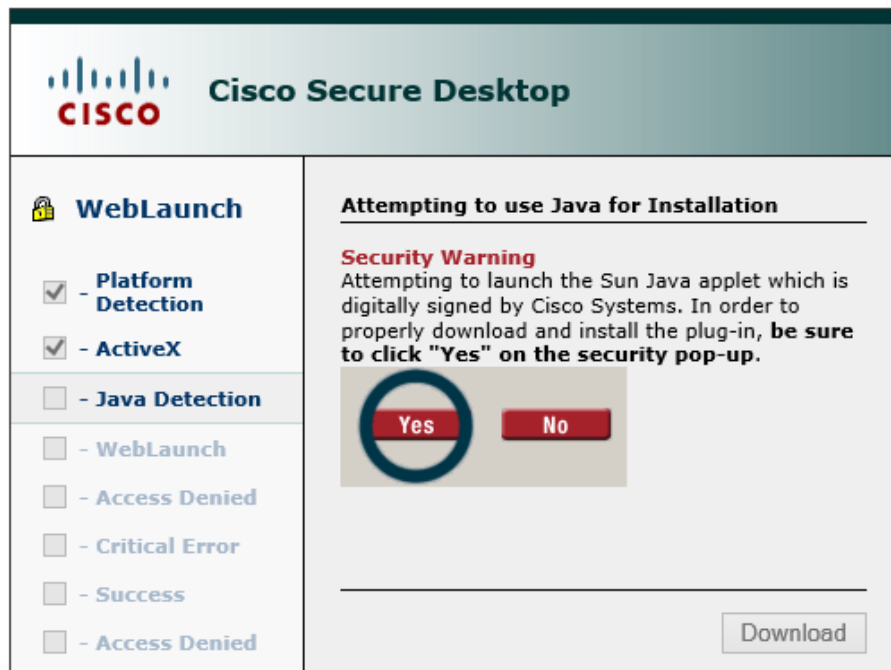 CISCO
Cisco Secure Desktop
WebLaunch
- Platform
Detection
- ActiveX
- Java Detection
- WebLaunch
- Access Denied
- Critical Error
- Success
- Access Denied
Attempting to use Java for Installation
Security Warning
Attempting to launch the Sun Java applet which is
digitally signed by Cisco Systems. In order to
properly download and install the plug-in, be sure
to click "Yes" on the security pop-up.
Yes No
Download